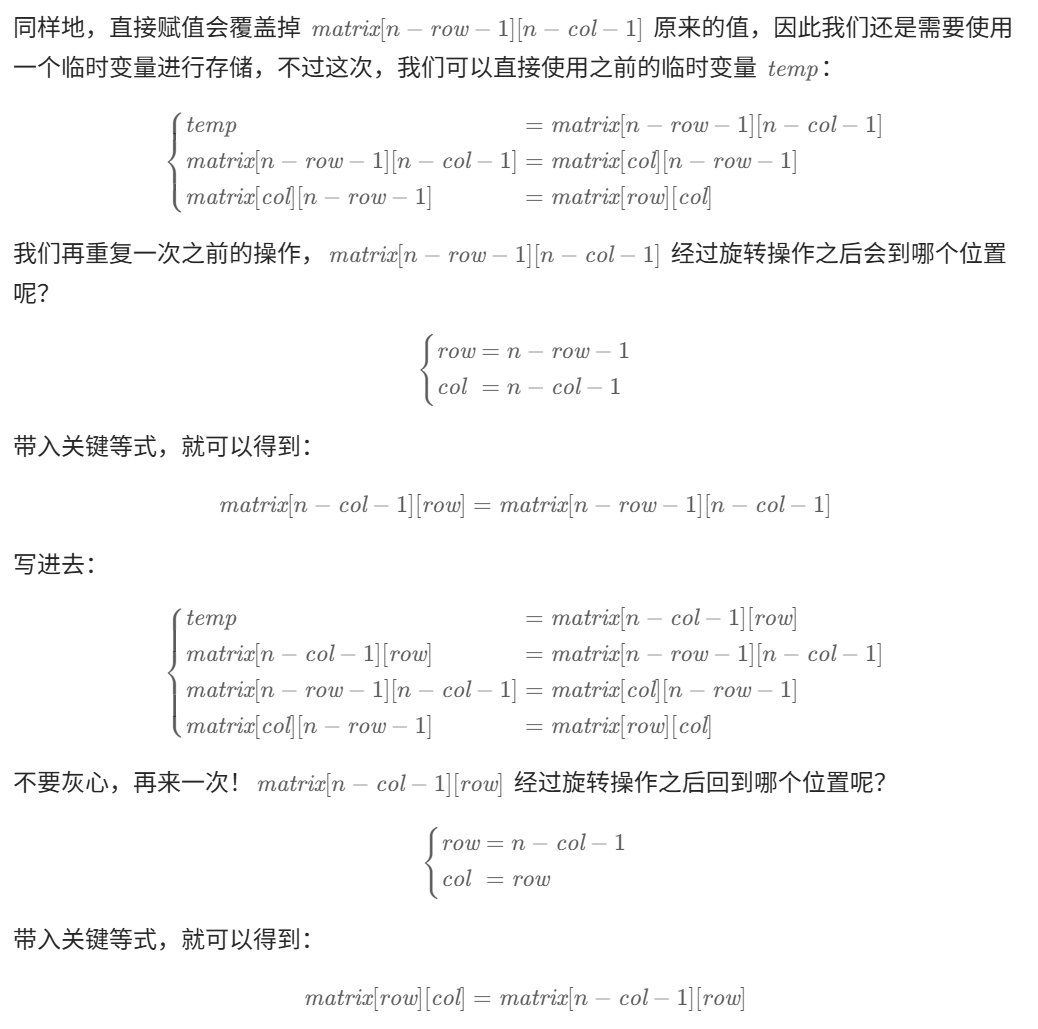 同样地，直接赋值会覆盖掉 matrix[n − row − 1][n − col − 1] 原来的值，因此我们还是需要使用
一个临时变量进行存储，不过这次，我们可以直接使用之前的临时变量 temp：
temp = matrix[n − row − 1][n − col − 1]
matrix[n − row − 1][n − col − 1] = matrix[col][n − row − 1]
matrix[col][n − row − 1] = matrix[row][col]
我们再重复一次之前的操作，matrix[n − row − 1][n − col − 1] 经过旋转操作之后会到哪个位置
呢？
row = n − row − 1
col = n − col − 1
带入关键等式，就可以得到：
matrix[n − col − 1][row] = matrix[n − row − 1][n − col − 1]
写进去：
temp = matrix[n − col − 1][row]
matrix[n − col − 1][row] = matrix[n − row − 1][n − col − 1]
matrix[n − row − 1][n − col − 1] = matrix[col][n − row − 1]
matrix[col][n − row − 1] = matrix[row][col]
不要灰心，再来一次！matrix[n − col − 1][row] 经过旋转操作之后回到哪个位置呢？
row = n − col − 1
col = row
带入关键等式，就可以得到：
matrix[row][col] = matrix[n − col − 1][row]